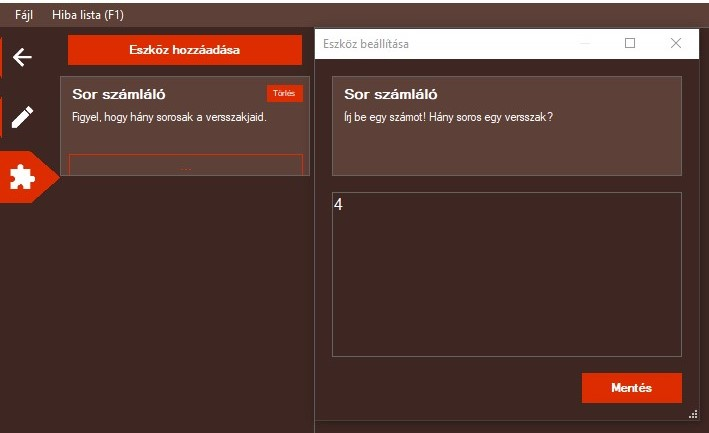 Fájl Hiba lista (F1)
Eszköz hozzáadása
Sor számláló Törlés
Figyel, hogy hány sorosak a versszakjaid.
...
Eszköz beállítása
Sor számláló
Írj be egy számot! Hány soros egy versszak?
4
Mentés